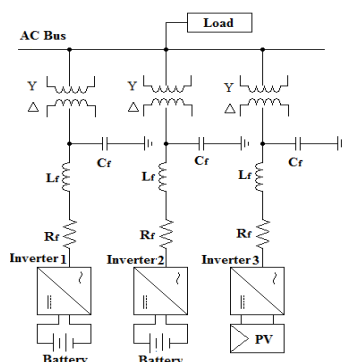 Load
AC Bus
Y Y Y
△ △ △
Cf Cf Cf
Lf Lf Lf
Rf Rf Rf
Inverter 1 Inverter 2 Inverter 3
~ ~ ~
PV
Battery Battery